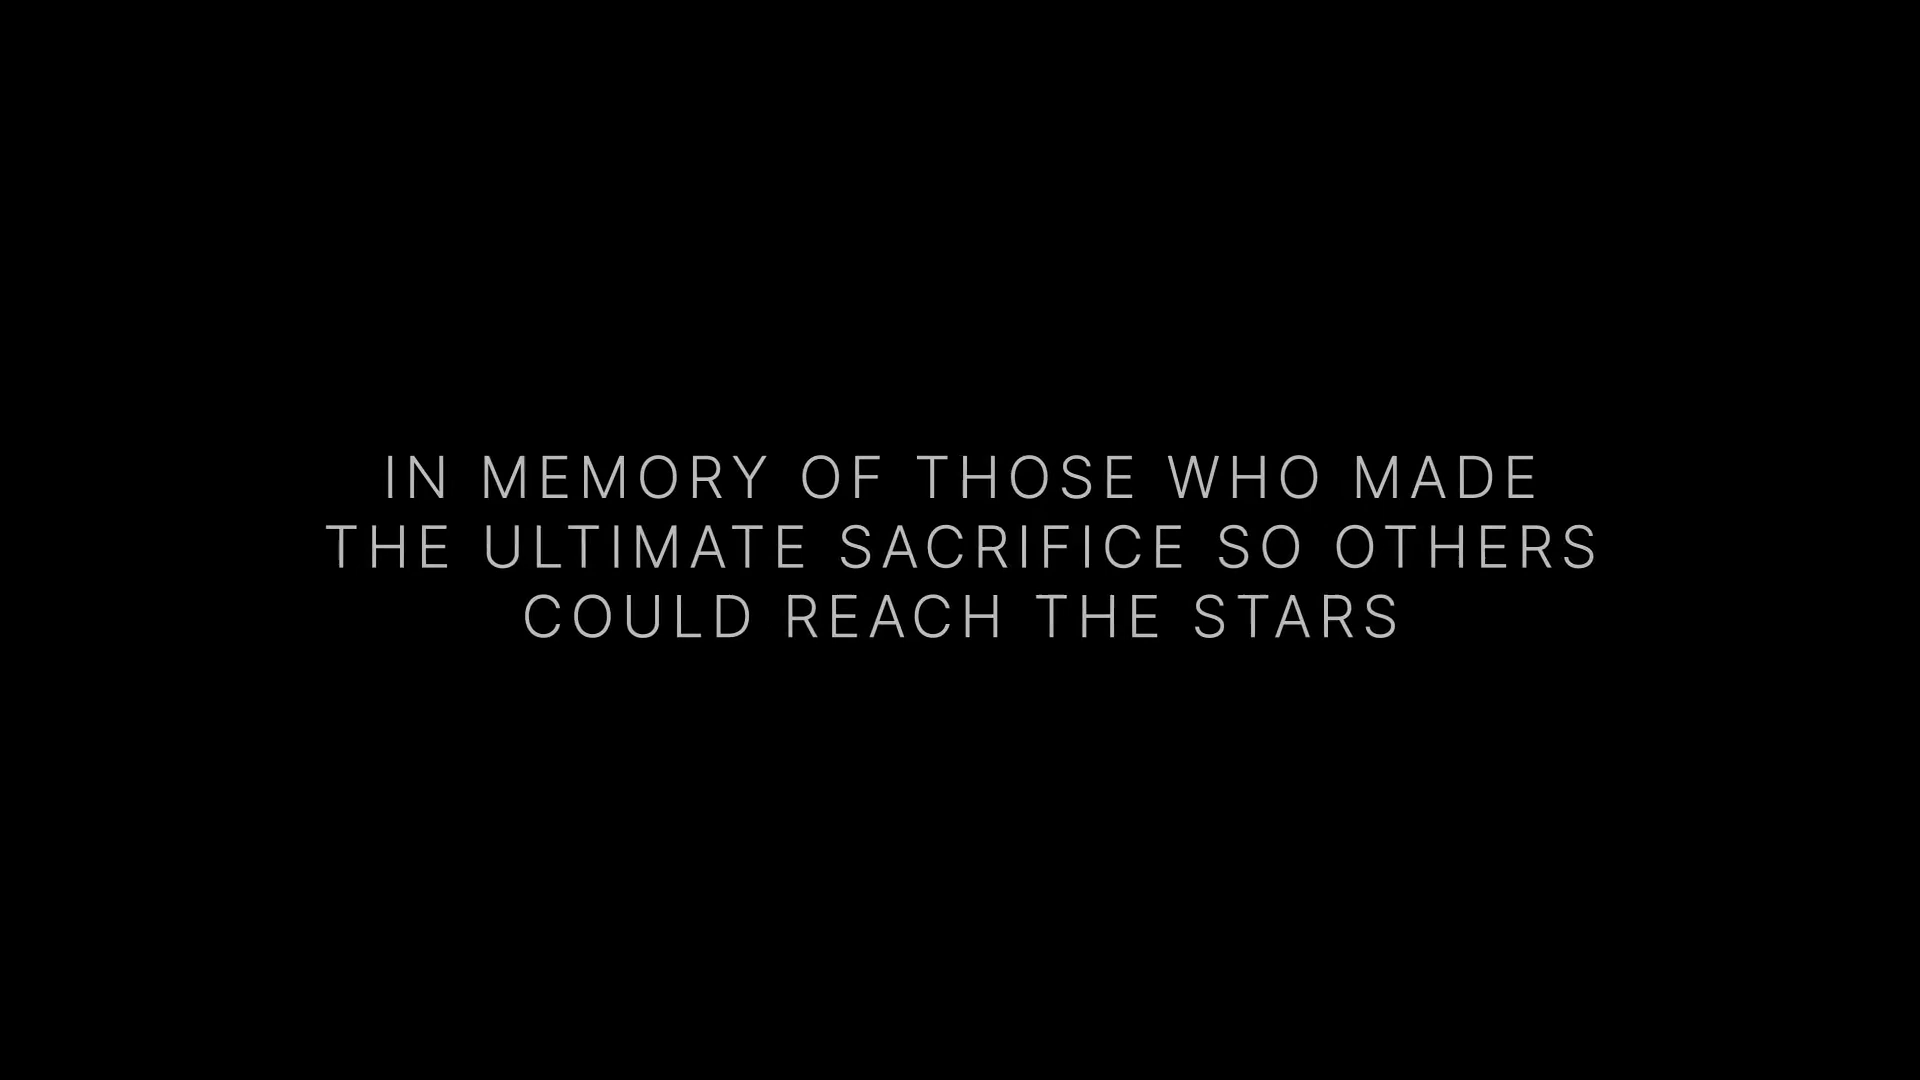 IN MEMORY OF THOSE WHO MADE
THE ULTIMATE SACRIFICE SO OTHERS
COULD REACH THE STARS